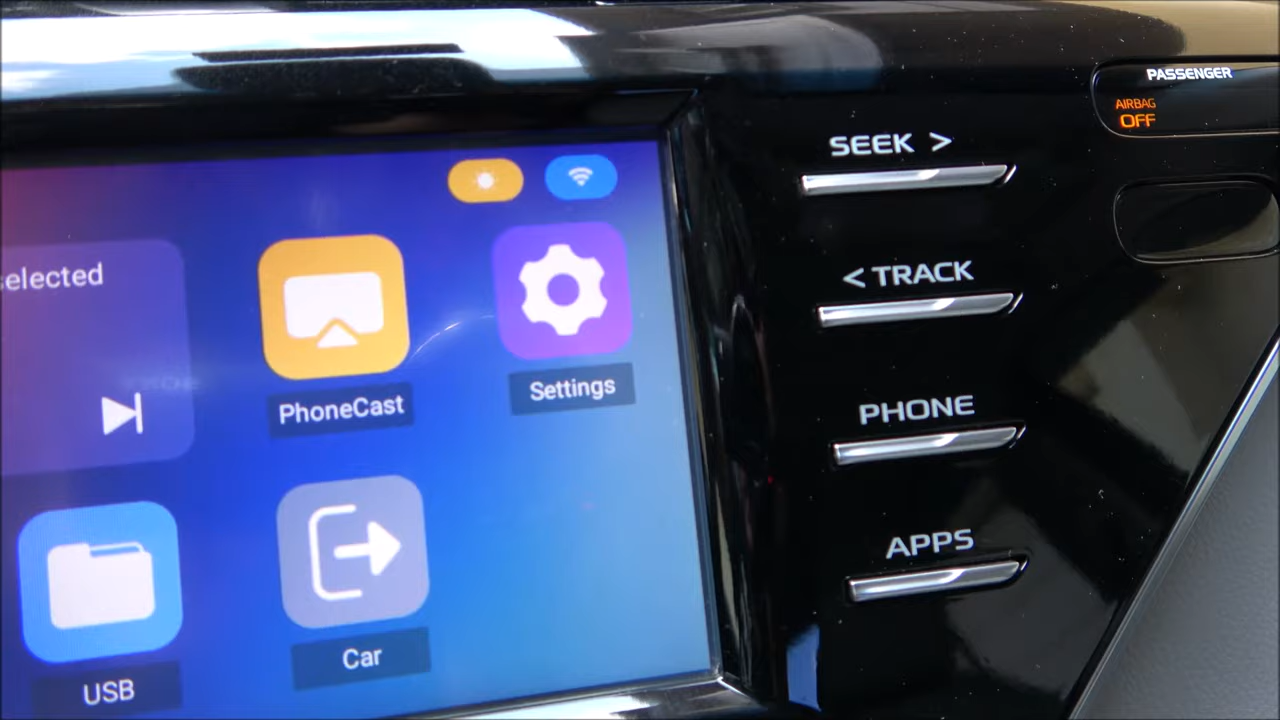 selected
PhoneCast
Settings
USB
Car
SEEK >
< TRACK
PHONE
APPS
PASSENGER
AIRBAG
OFF